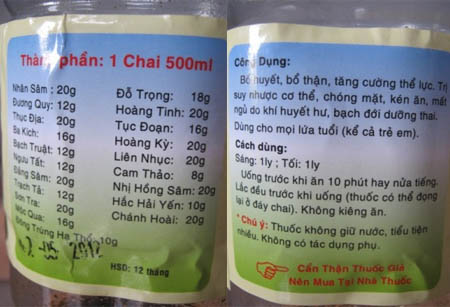 Thành phần: 1 Chai 500ml
Nhân Sâm: 20g
Đương Quy: 12g
Thục Địa: 20g
Ba Kích: 16g
Bạch Truật: 12g
Ngưu Tất: 12g
Đẳng Sâm: 20g
Trạch Tả: 12g
Sơn Tra: 20g
Mộc Qua: 16g
Đông Trùng Hạ Thảo 10g
Đỗ Trọng: 18g
Hoàng Tinh: 20g
Tục Đoạn: 16g
Hoàng Kỳ: 20g
Liên Nhục: 20g
Cam Thảo: 8g
Nhị Hồng Sâm: 20g
Hắc Hải Yến: 10g
Chánh Hoài: 20g
HSD: 12 tháng
Công Dụng:
Bổ huyết, bổ thận, tăng cường thể lực. Trị
suy nhược cơ thể, chóng mặt, kén ăn, mất
ngủ do khí huyết hư, bạch đới dưỡng thai.
Dùng cho mọi lứa tuổi (kể cả trẻ em).
Cách dùng:
Sáng: 1ly ; Tối: 1ly
Uống trước khi ăn 10 phút hay nửa tiếng.
Lắc đều trước khi uống (thuốc có thể đọng
lại ở đáy chai). Không kiêng ăn.
* Chú ý: Thuốc không giữ nước, tiểu tiện
nhiều. Không có tác dụng phụ.
Cẩn Thận Thuốc Giả
Nên Mua Tại Nhà Thuốc